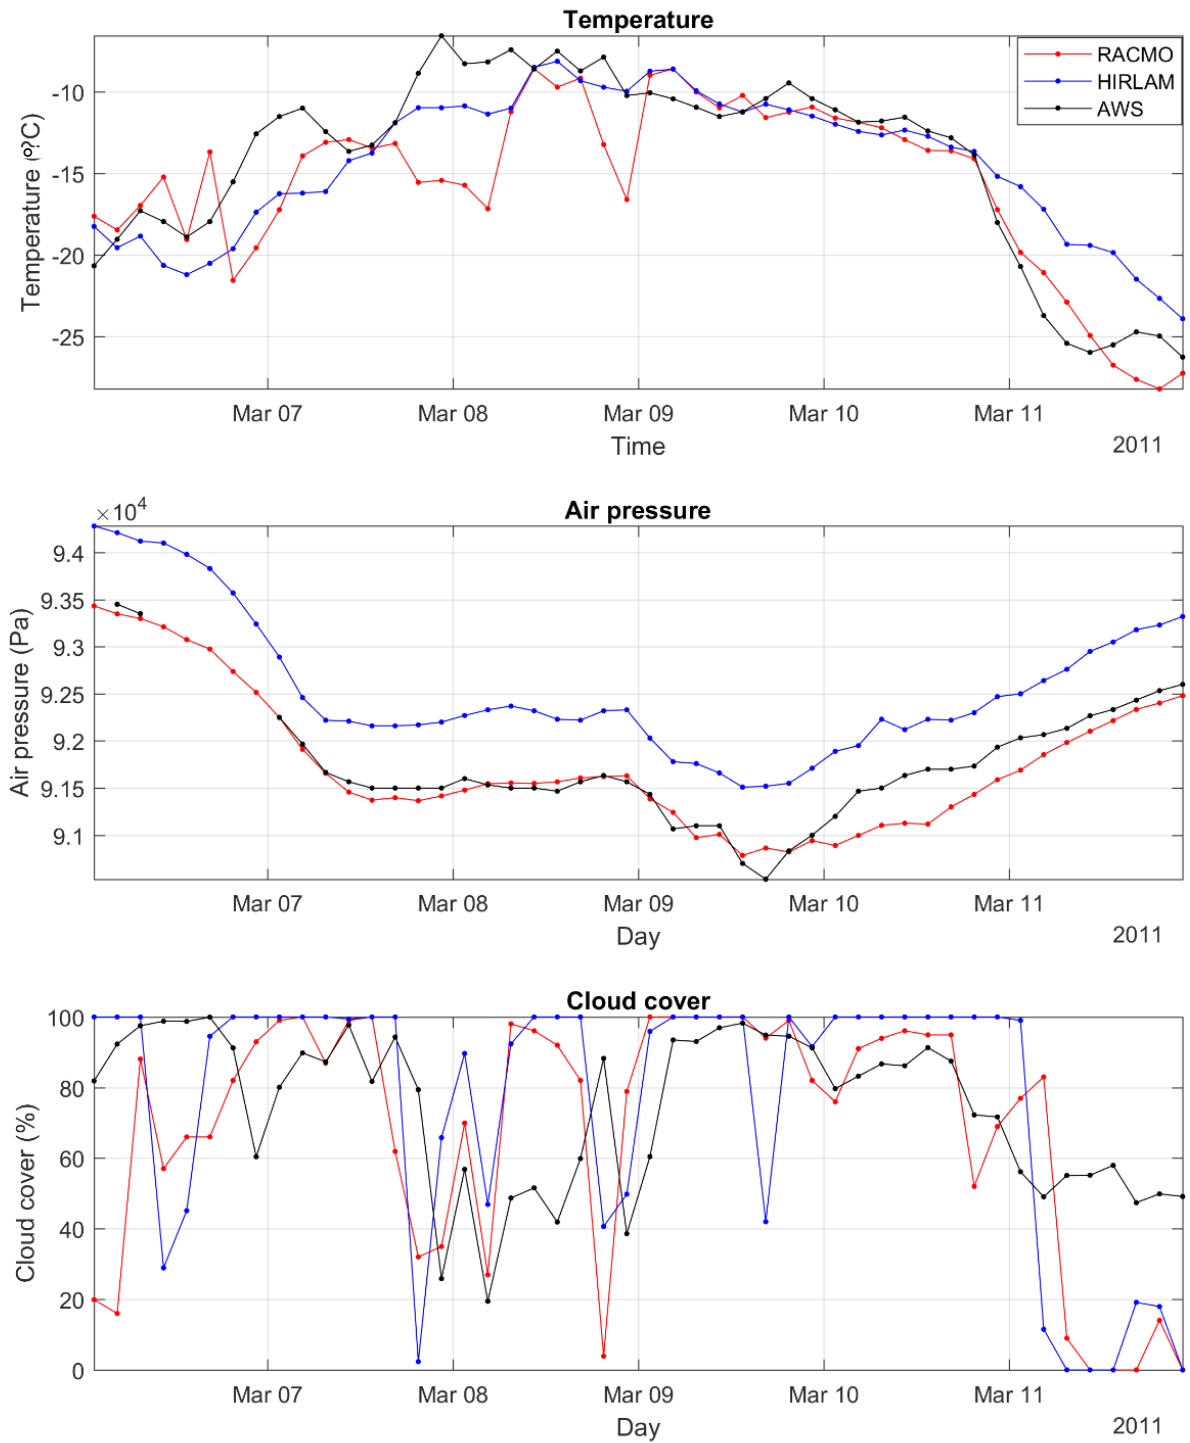 Temperature
RACMO
HIRLAM
AWS
Temperature (º?C)
-10
-15
-20
-25
Mar 07 Mar 08 Mar 09 Mar 10 Mar 11
Time
2011
Air pressure
×10⁴
Air pressure (Pa)
9.4
9.35
9.3
9.25
9.2
9.15
9.1
Mar 07 Mar 08 Mar 09 Mar 10 Mar 11
Day
2011
Cloud cover
Cloud cover (%)
100
80
60
40
20
0
Mar 07 Mar 08 Mar 09 Mar 10 Mar 11
Day
2011